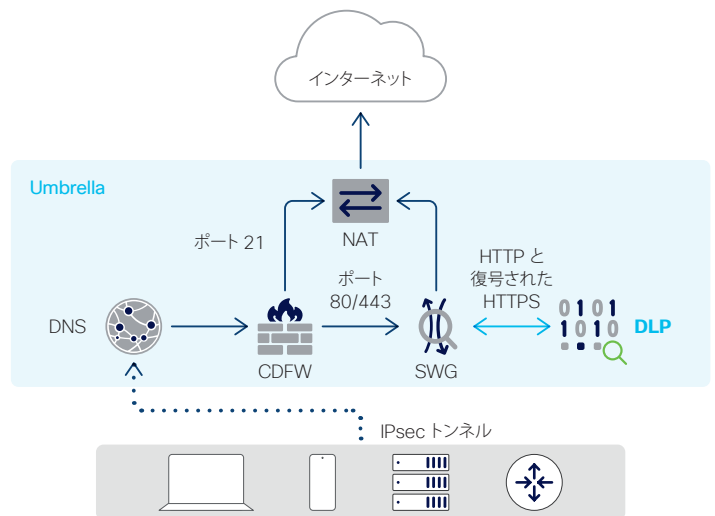 インターネット
Umbrella
ポート 21
NAT
ポート
80/443
HTTP と
復号された
HTTPS
DNS
CDFW
SWG
0101
1010
DLP
IPsec トンネル